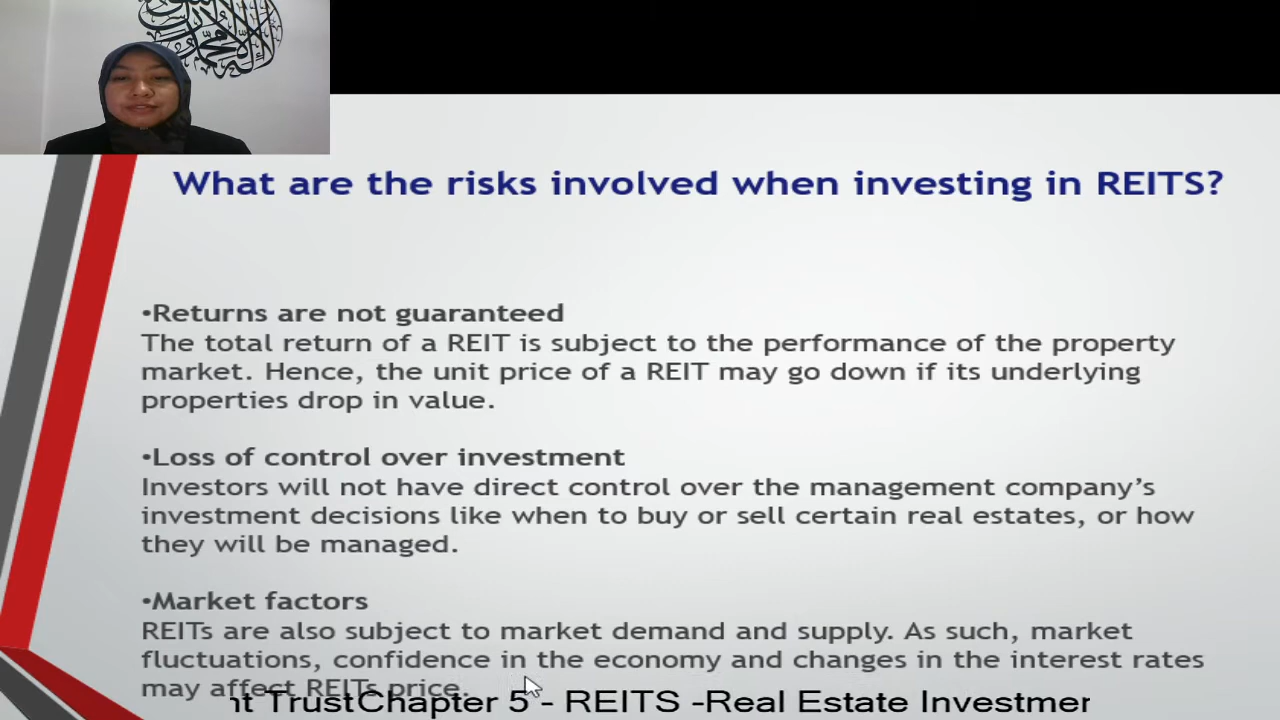 What are the risks involved when investing in REITS?
•Returns are not guaranteed
The total return of a REIT is subject to the performance of the property
market. Hence, the unit price of a REIT may go down if its underlying
properties drop in value.
•Loss of control over investment
Investors will not have direct control over the management company's
investment decisions like when to buy or sell certain real estates, or how
they will be managed.
•Market factors
REITs are also subject to market demand and supply. As such, market
fluctuations, confidence in the economy and changes in the interest rates
may affect REITs price.
t TrustChapter 5 - REITS -Real Estate Investmer